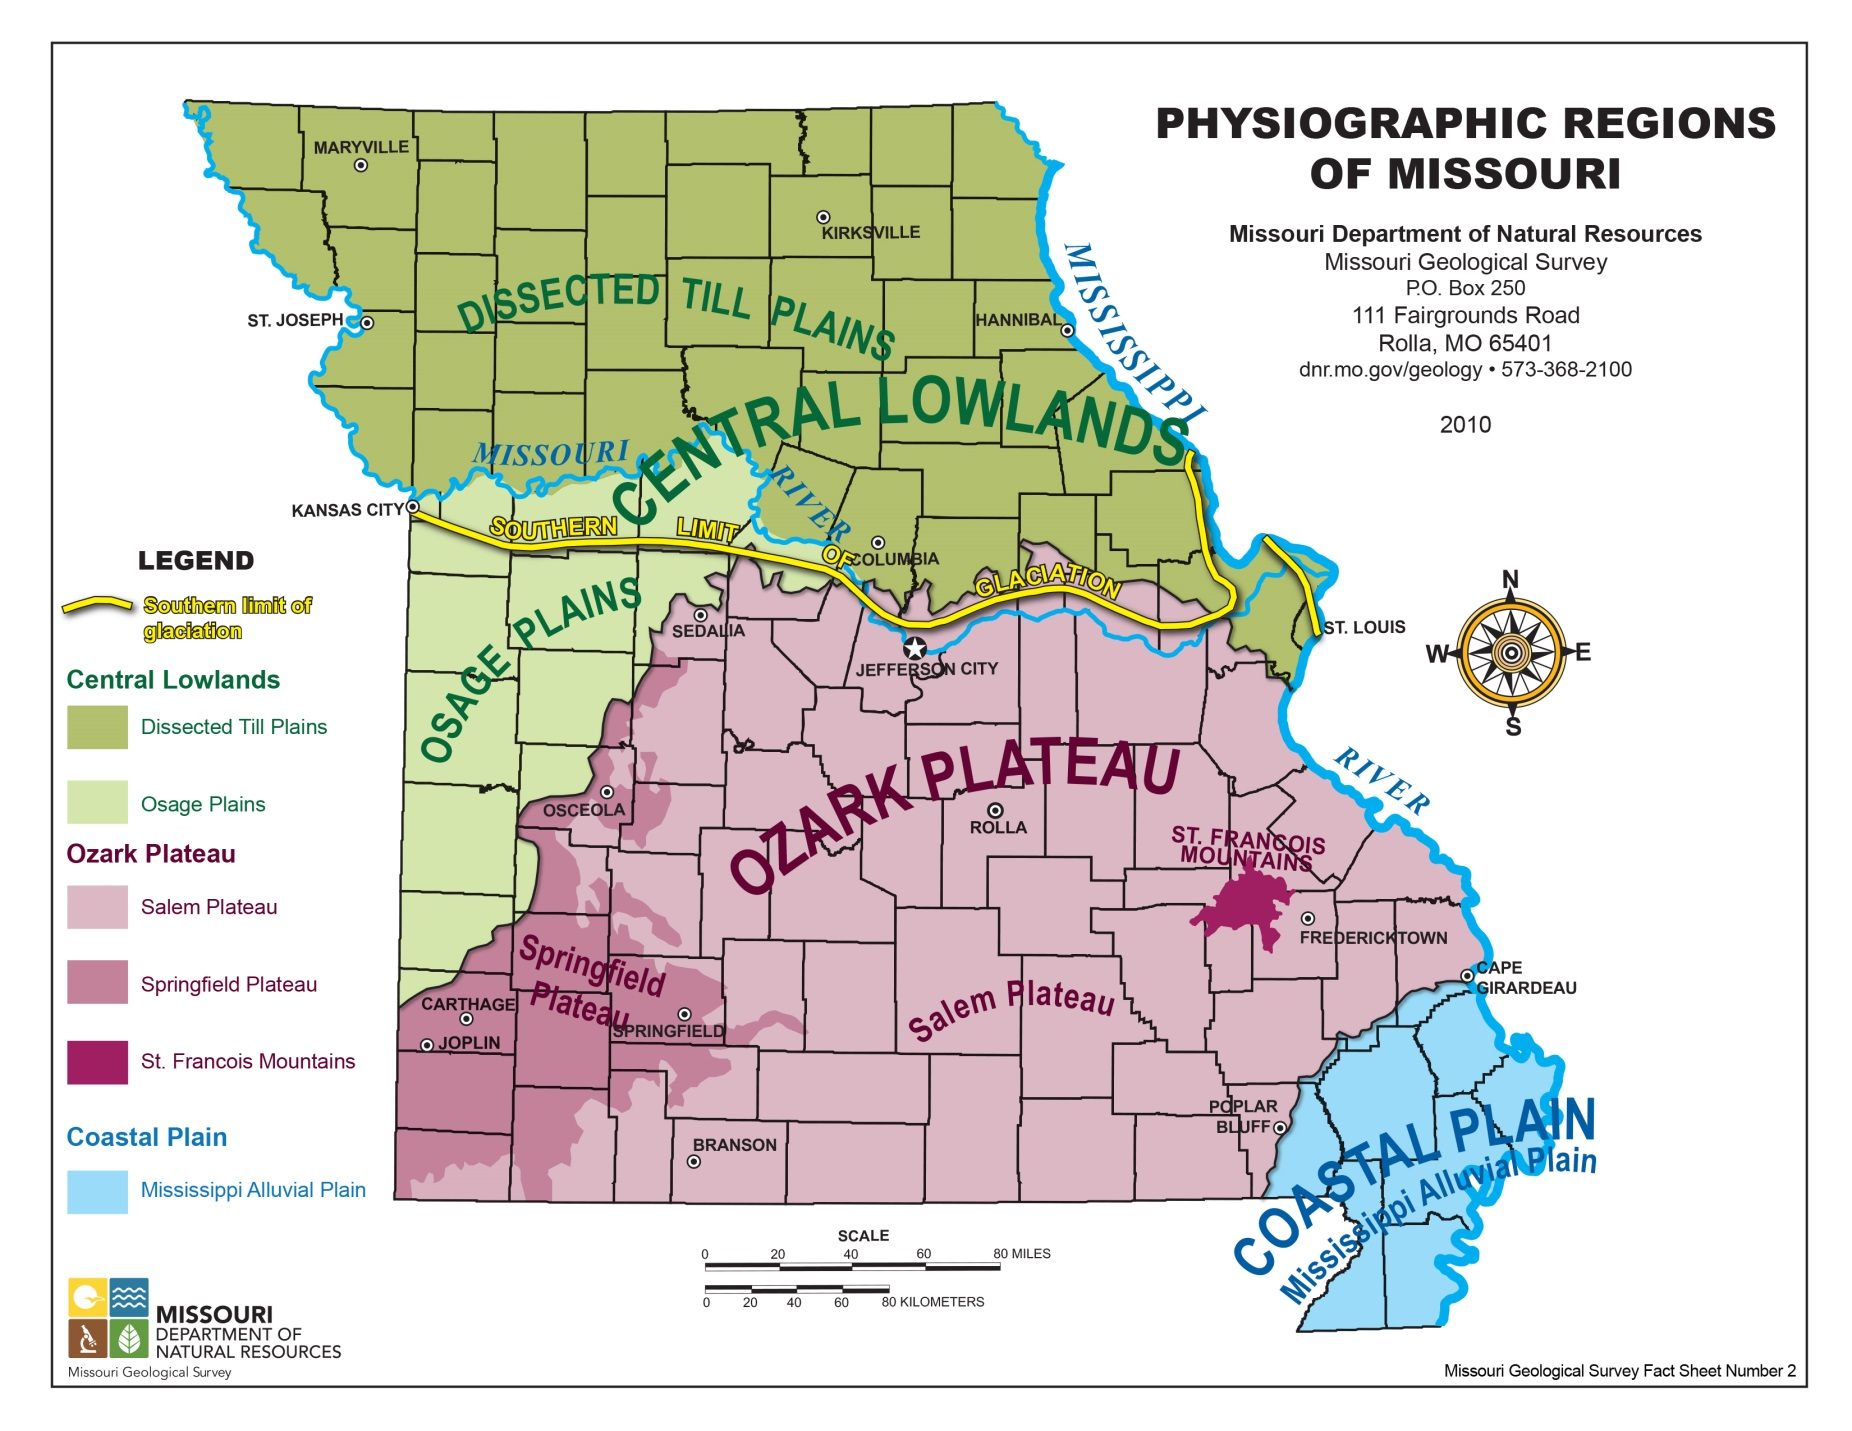 PHYSIOGRAPHIC REGIONS
OF MISSOURI
Missouri Department of Natural Resources
Missouri Geological Survey
P.O. Box 250
111 Fairgrounds Road
Rolla, MO 65401
dnr.mo.gov/geology • 573-368-2100
2010
MARYVILLE
KIRKSVILLE
DISSECTED TILL PLAINS
ST. JOSEPH
HANNIBAL
MISSISSIPPI
CENTRAL LOWLANDS
MISSOURI
RIVER
KANSAS CITY
SOUTHERN LIMIT OF GLACIATION
COLUMBIA
OSAGE PLAINS
SEDALIA
JEFFERSON CITY
ST. LOUIS
N
W
E
S
RIVER
OZARK PLATEAU
OSCEOLA
ROLLA
ST. FRANCOIS
MOUNTAINS
FREDERICKTOWN
CAPE
GIRARDEAU
Springfield
Plateau
Salem Plateau
CARTHAGE
SPRINGFIELD
JOPLIN
POPLAR
BLUFF
BRANSON
COASTAL PLAIN
Mississippi Alluvial Plain
LEGEND
Southern limit of
glaciation
Central Lowlands
Dissected Till Plains
Osage Plains
Ozark Plateau
Salem Plateau
Springfield Plateau
St. Francois Mountains
Coastal Plain
Mississippi Alluvial Plain
SCALE
0 20 40 60 80 MILES
0 20 40 60 80 KILOMETERS
MISSOURI
DEPARTMENT OF
NATURAL RESOURCES
Missouri Geological Survey
Missouri Geological Survey Fact Sheet Number 2